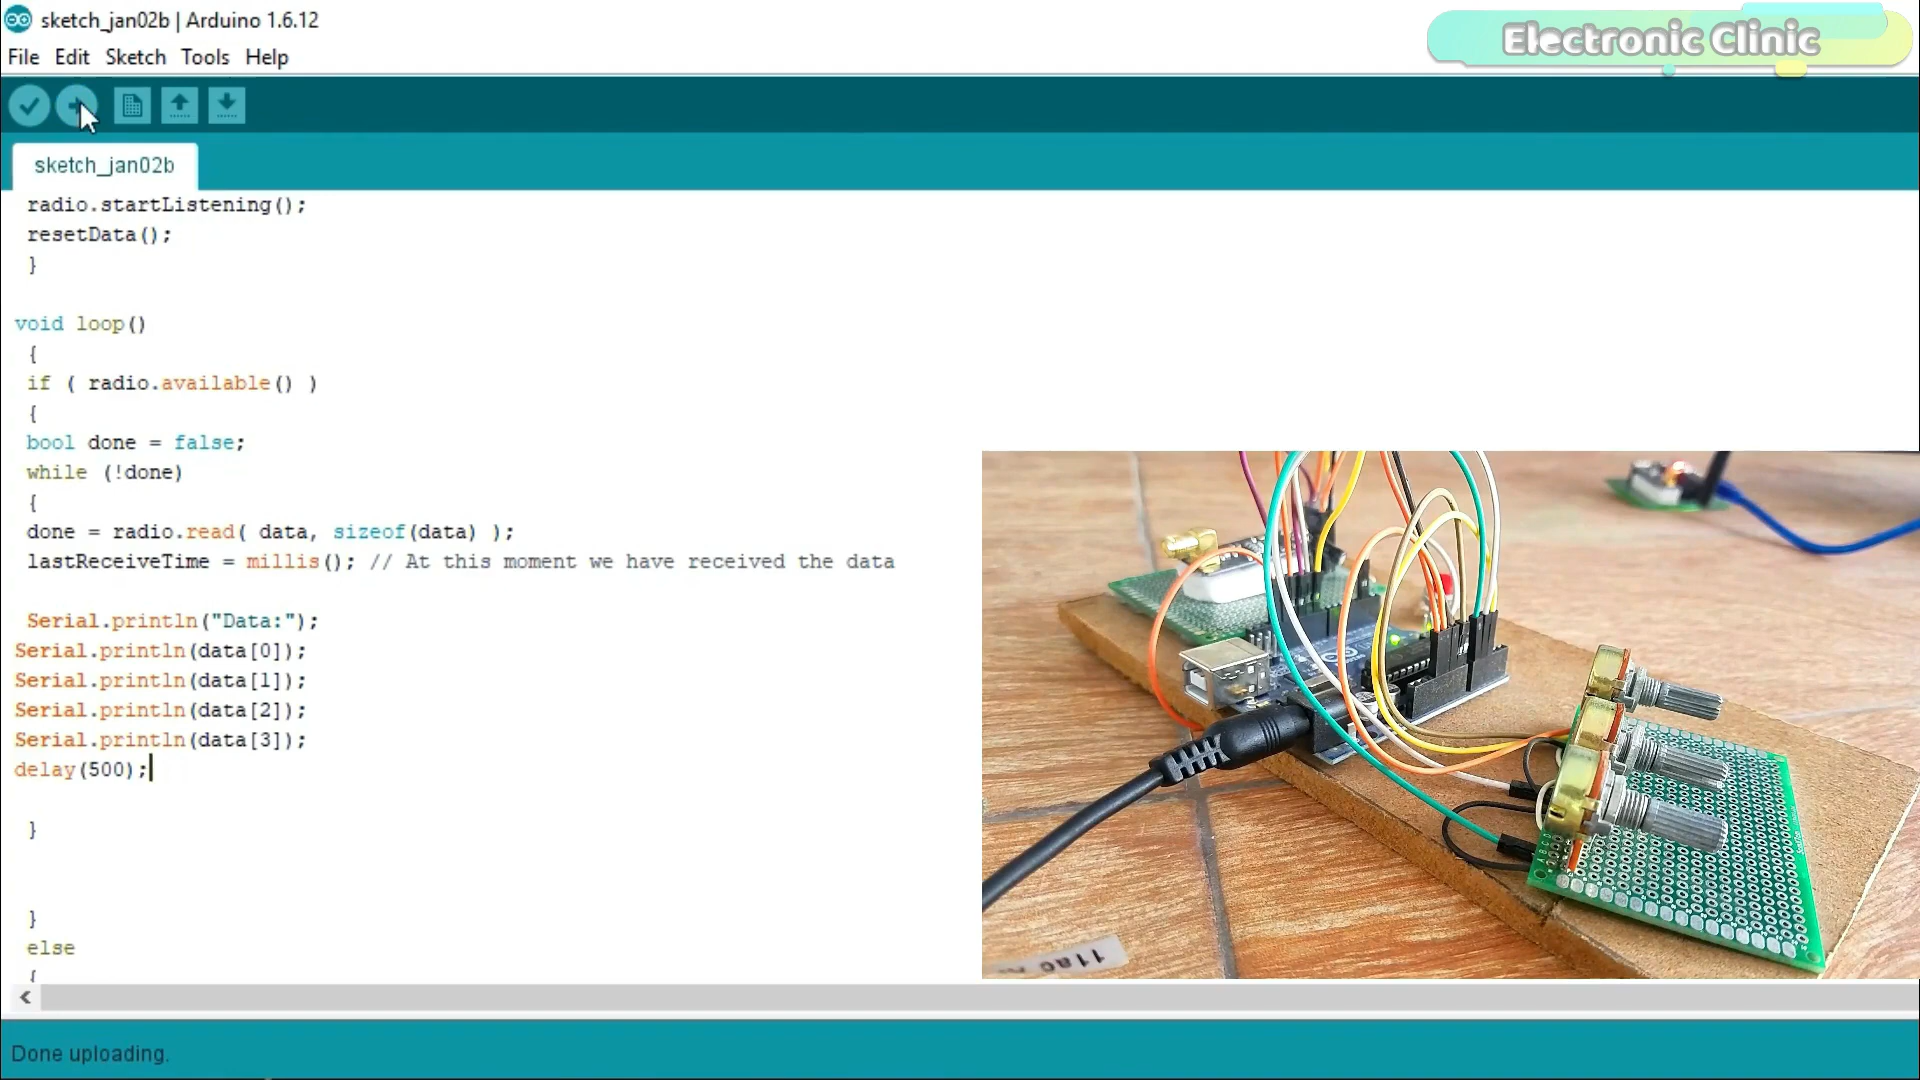 sketch_jan02b | Arduino 1.6.12
Electronic Clinic
File Edit Sketch Tools Help
sketch_jan02b
radio.startListening();
resetData();
}
void loop()
{
if ( radio.available() )
{
bool done = false;
while (!done)
{
done = radio.read( data, sizeof(data) );
lastReceiveTime = millis(); // At this moment we have received the data
Serial.println("Data:");
Serial.println(data[0]);
Serial.println(data[1]);
Serial.println(data[2]);
Serial.println(data[3]);
delay(500);
}
}
else
{
Done uploading.